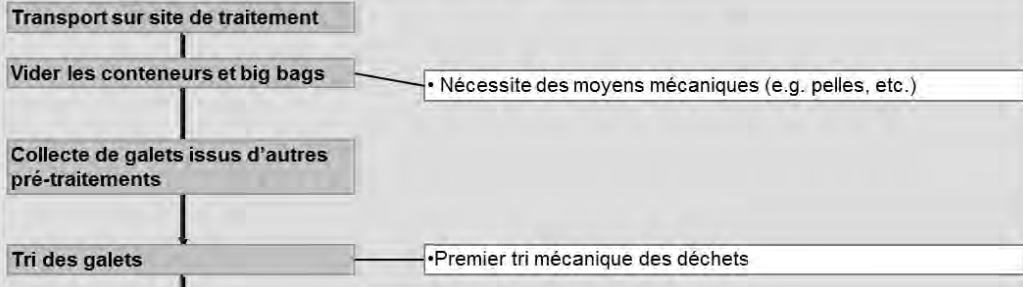 Transport sur site de traitement
Vider les conteneurs et big bags
• Nécessite des moyens mécaniques (e.g. pelles, etc.)
Collecte de galets issus d'autres
pré-traitements
Tri des galets
•Premier tri mécanique des déchets